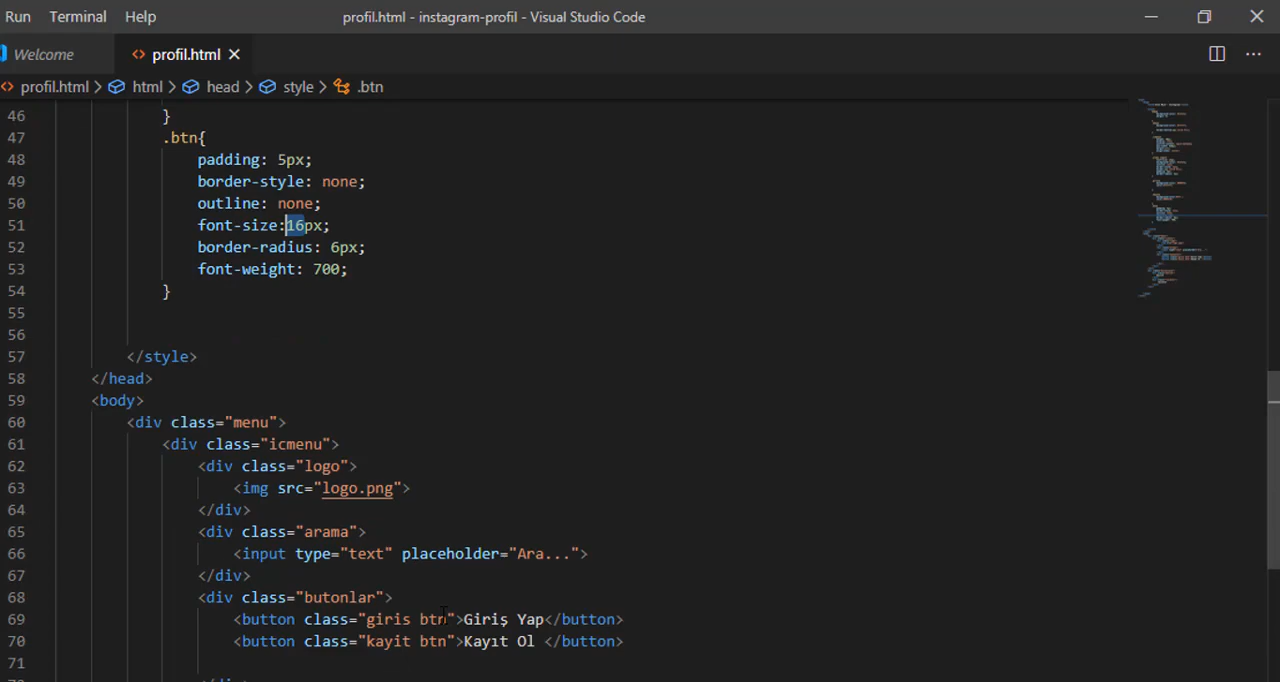 Run Terminal Help profil.html - instagram-profil - Visual Studio Code
Welcome profil.html
profil.html > html > head > style > .btn
46 }
47 .btn{
48 padding: 5px;
49 border-style: none;
50 outline: none;
51 font-size:16px;
52 border-radius: 6px;
53 font-weight: 700;
54 }
55
56
57 </style>
58 </head>
59 <body>
60 <div class="menu">
61 <div class="icmenu">
62 <div class="logo">
63 <img src="logo.png">
64 </div>
65 <div class="arama">
66 <input type="text" placeholder="Ara...">
67 </div>
68 <div class="butonlar">
69 <button class="giris btn">Giriş Yap</button>
70 <button class="kayit btn">Kayıt Ol </button>
71